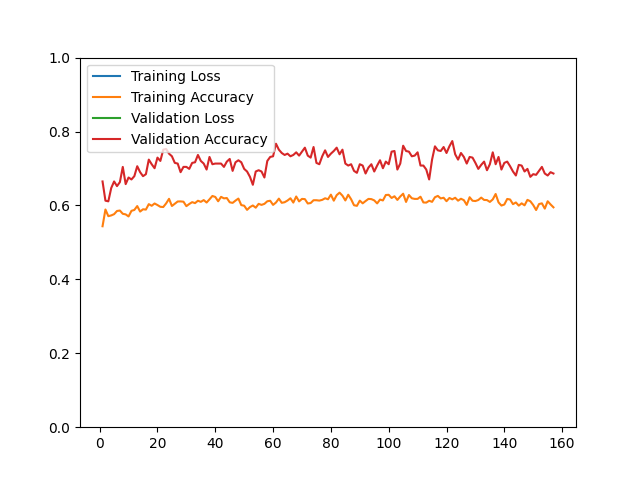 1.0
0.8
0.6
0.4
0.2
0.0
Training Loss
Training Accuracy
Validation Loss
Validation Accuracy
0 20 40 60 80 100 120 140 160